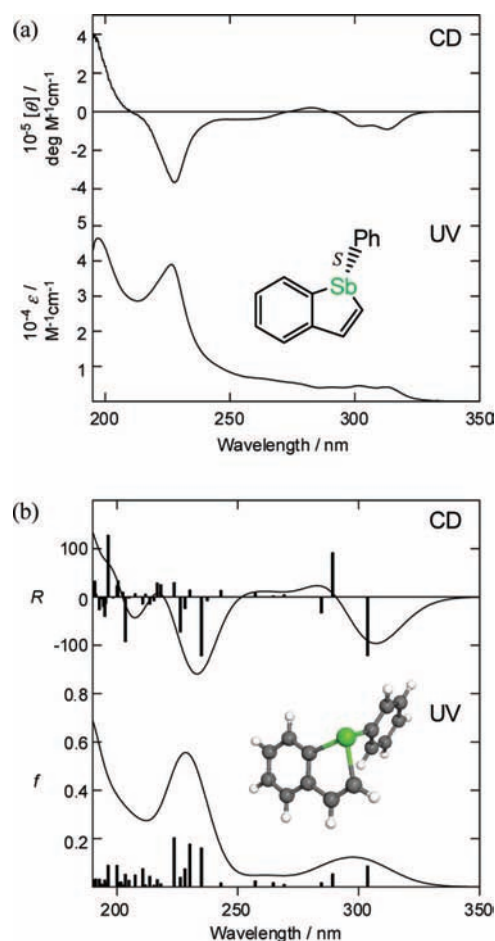 (a)
CD
4
2
0
-2
-4
10⁻⁵ [θ] /
deg M⁻¹cm⁻¹
UV
5
4
3
2
1
10⁻⁴ ε /
M⁻¹cm⁻¹
Ph
S
Sb
200 250 300 350
Wavelength / nm
(b)
CD
100
0
-100
R
UV
0.8
0.6
0.4
0.2
f
200 250 300 350
Wavelength / nm